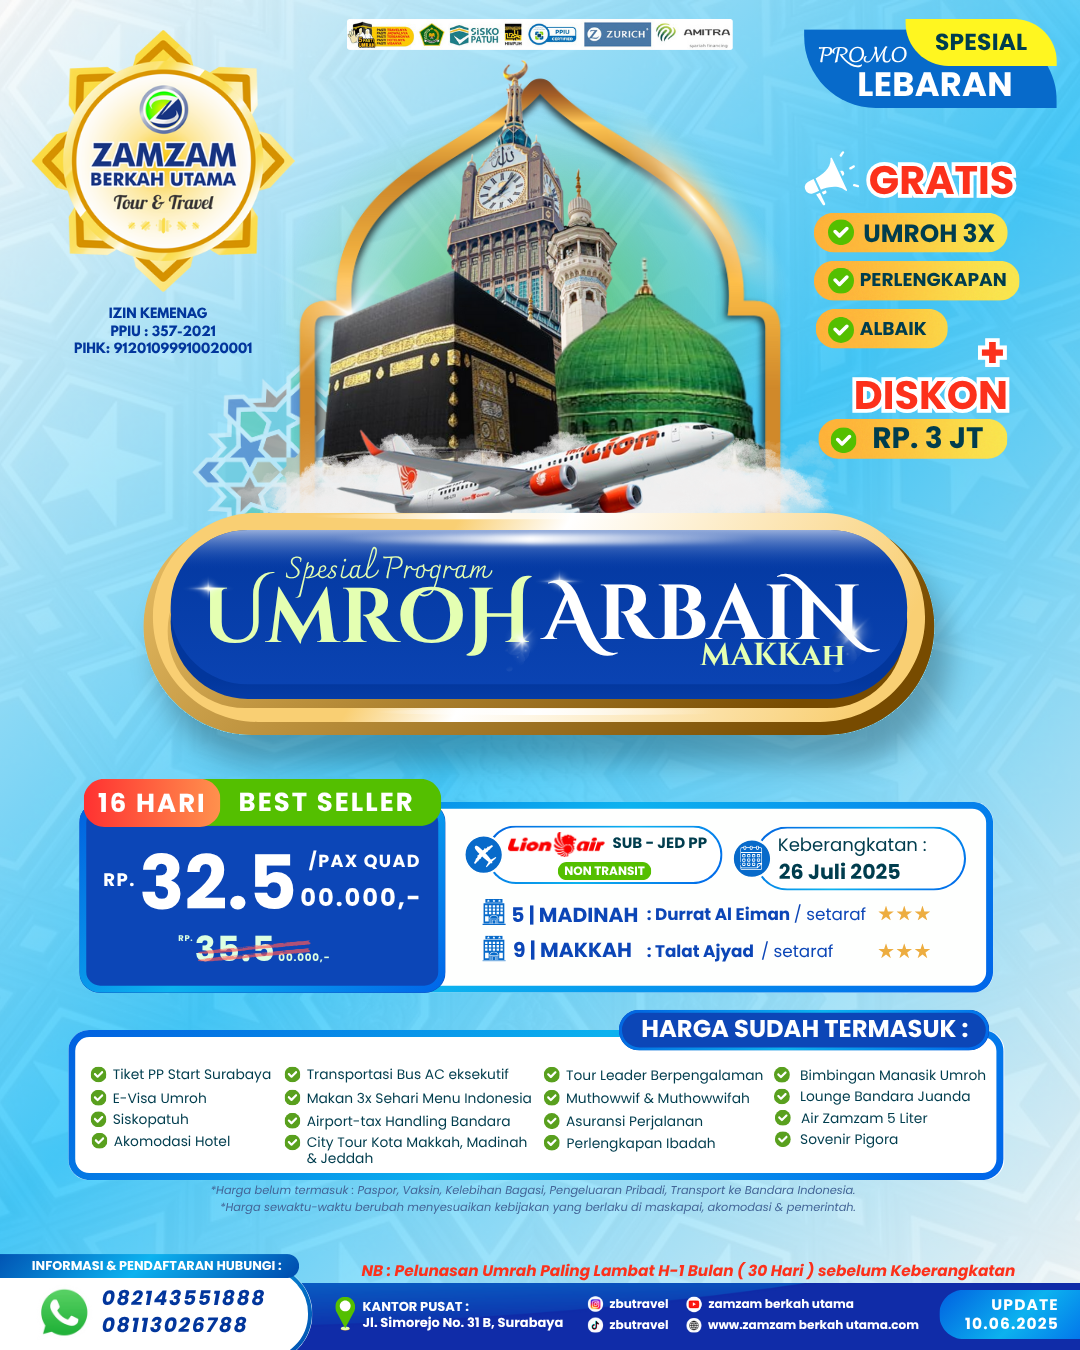 SISKO
PATUH
PPIU
CERTIFIED
ZURICH
AMITRA
PROMO
SPESIAL
LEBARAN
ZAMZAM
BERKAH UTAMA
Tour & Travel
IZIN KEMENAG
PPIU : 357-2021
PIHK: 91201099910020001
GRATIS
UMROH 3X
PERLENGKAPAN
ALBAIK
+
DISKON
RP. 3 JT
Lion
Spesial Program
UMROH ARBAIN
MAKKAH
16 HARI
BEST SELLER
RP. 32.5 00.000,-
/PAX QUAD
RP. 35.5 00.000,-
Lion air SUB - JED PP
NON TRANSIT
Keberangkatan :
26 Juli 2025
5 | MADINAH : Durrat Al Eiman / setaraf
9 | MAKKAH : Talat Ajyad / setaraf
HARGA SUDAH TERMASUK :
Tiket PP Start Surabaya
E-Visa Umroh
Siskopatuh
Akomodasi Hotel
Transportasi Bus AC eksekutif
Makan 3x Sehari Menu Indonesia
Airport-tax Handling Bandara
City Tour Kota Makkah, Madinah
& Jeddah
Tour Leader Berpengalaman
Muthowwif & Muthowwifah
Asuransi Perjalanan
Perlengkapan Ibadah
Bimbingan Manasik Umroh
Lounge Bandara Juanda
Air Zamzam 5 Liter
Sovenir Pigora
*Harga belum termasuk : Paspor, Vaksin, Kelebihan Bagasi, Pengeluaran Pribadi, Transport ke Bandara Indonesia.
*Harga sewaktu-waktu berubah menyesuaikan kebijakan yang berlaku di maskapai, akomodasi & pemerintah.
INFORMASI & PENDAFTARAN HUBUNGI :
082143551888
08113026788
NB : Pelunasan Umrah Paling Lambat H-1 Bulan ( 30 Hari ) sebelum Keberangkatan
KANTOR PUSAT :
Jl. Simorejo No. 31 B, Surabaya
zbutravel
zbutravel
zamzam berkah utama
www.zamzam berkah utama.com
UPDATE
10.06.2025